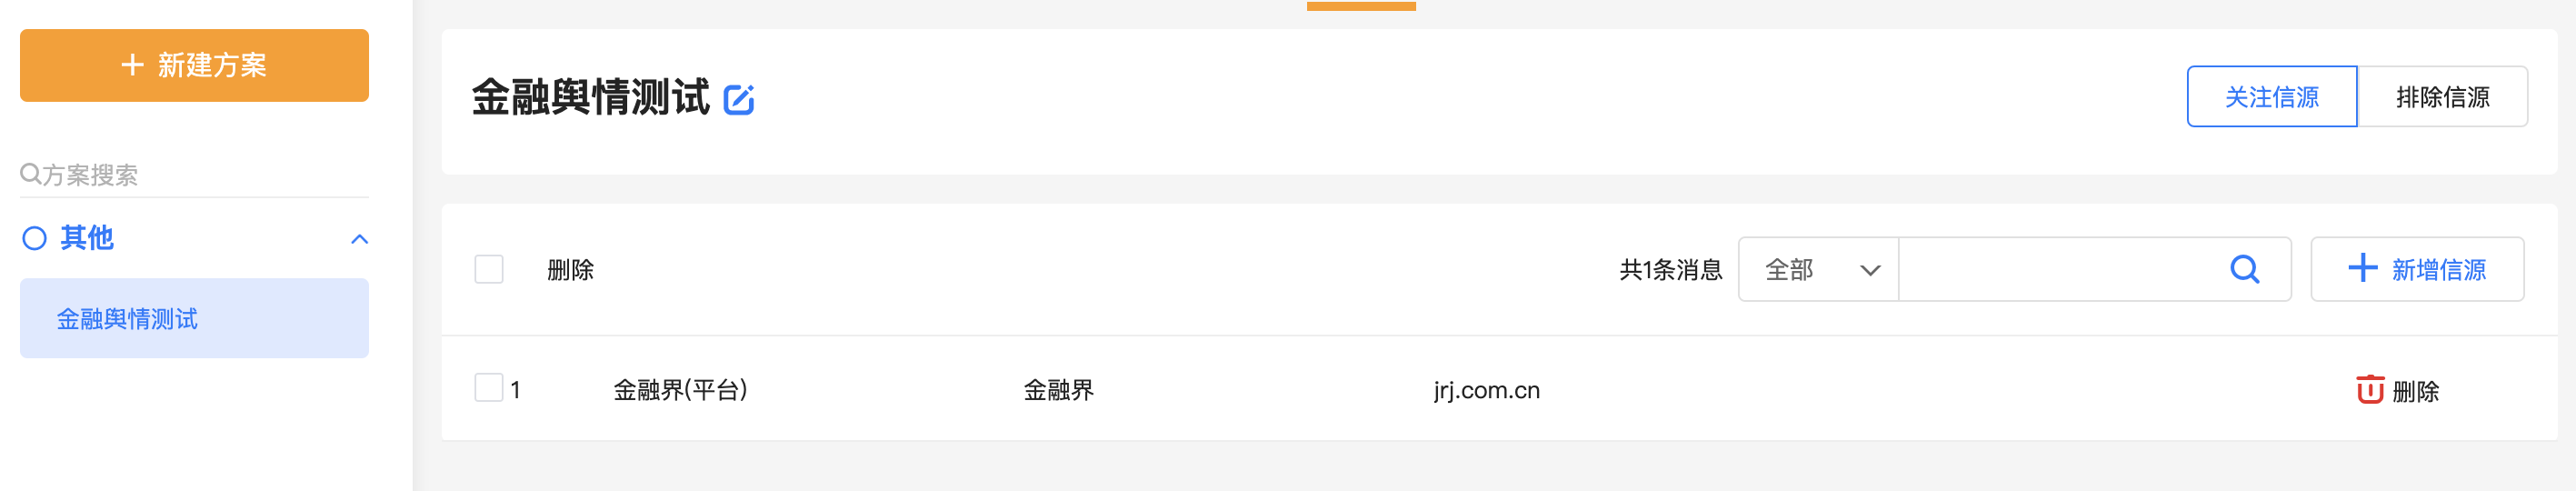 新建方案
方案搜索
其他
金融舆情测试
金融舆情测试
关注信源 排除信源
删除 共1条消息 全部 新增信源
1 金融界(平台) 金融界 jrj.com.cn 删除